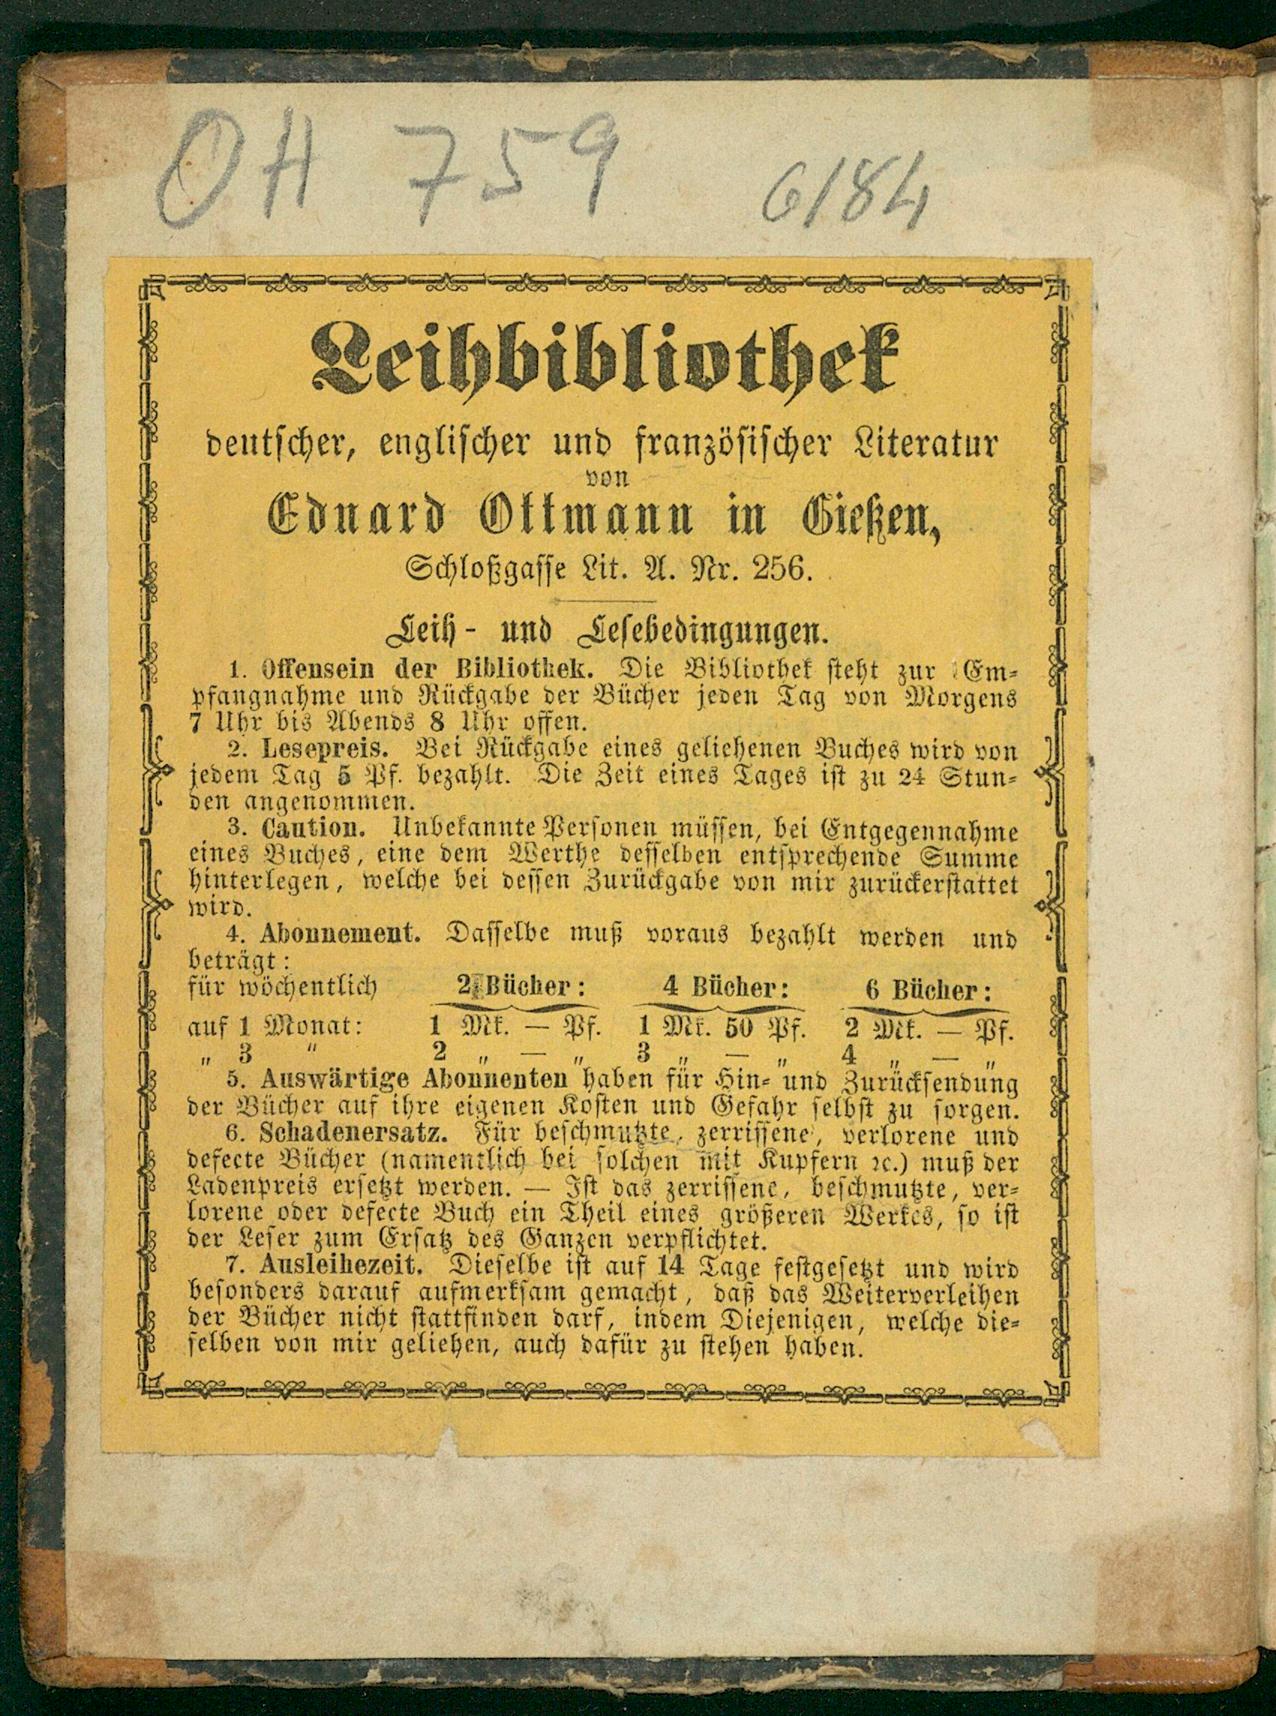 OH 759 6184
Leihbibliothek
deutscher, englischer und französischer Literatur
von
Eduard Ottmann in Gießen,
Schloßgasse Lit. A. Nr. 256.
Leih- und Lesebedingungen.
1. Offensein der Bibliothek. Die Bibliothek steht zur Em-
pfangnahme und Rückgabe der Bücher jeden Tag von Morgens
7 Uhr bis Abends 8 Uhr offen.
2. Lesepreis. Bei Rückgabe eines geliehenen Buches wird von
jedem Tag 5 Pf. bezahlt. Die Zeit eines Tages ist zu 24 Stun-
den angenommen.
3. Caution. Unbekannte Personen müssen, bei Entgegennahme
eines Buches, eine dem Werthe desselben entsprechende Summe
hinterlegen, welche bei dessen Zurückgabe von mir zurückerstattet
wird.
4. Abonnement. Dasselbe muß voraus bezahlt werden und
beträgt:
für wöchentlich 2 Bücher: 4 Bücher: 6 Bücher:
auf 1 Monat: 1 Mk. — Pf. 1 Mk. 50 Pf. 2 Mk. — Pf.
„ 3 „ 2 „ — „ 3 „ — „ 4 „ — „
5. Auswärtige Abonnenten haben für Hin- und Zurücksendung
der Bücher auf ihre eigenen Kosten und Gefahr selbst zu sorgen.
6. Schadenersatz. Für beschmutzte, zerrissene, verlorene und
defecte Bücher (namentlich bei solchen mit Kupfern ꝛc.) muß der
Ladenpreis ersetzt werden. — Ist das zerrissene, beschmutzte, ver-
lorene oder defecte Buch ein Theil eines größeren Werkes, so ist
der Leser zum Ersatz des Ganzen verpflichtet.
7. Ausleihezeit. Dieselbe ist auf 14 Tage festgesetzt und wird
besonders darauf aufmerksam gemacht, daß das Weiterverleihen
der Bücher nicht stattfinden darf, indem Diejenigen, welche die-
selben von mir geliehen, auch dafür zu stehen haben.